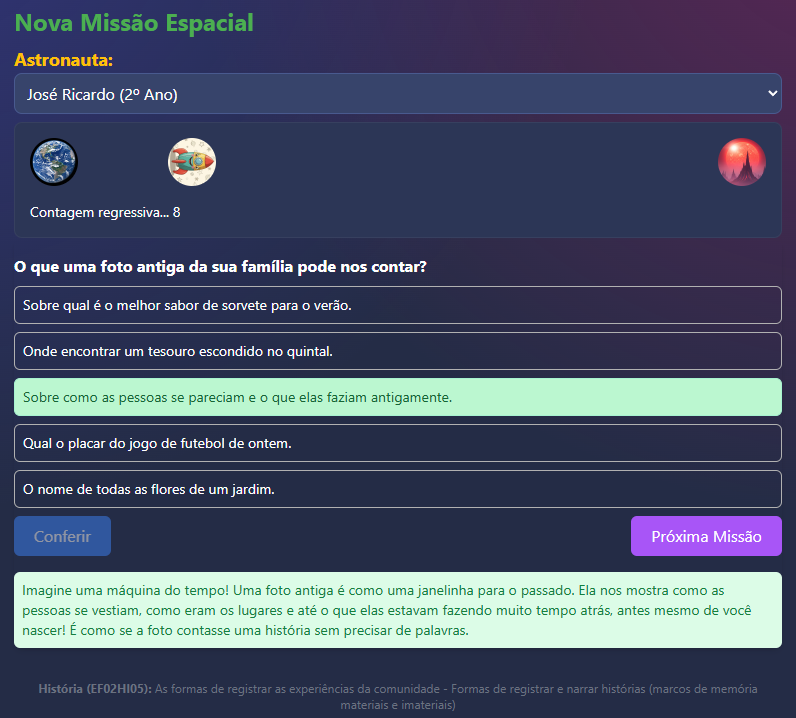 Nova Missão Espacial
Astronauta:
José Ricardo (2º Ano)
Contagem regressiva... 8
O que uma foto antiga da sua família pode nos contar?
Sobre qual é o melhor sabor de sorvete para o verão.
Onde encontrar um tesouro escondido no quintal.
Sobre como as pessoas se pareciam e o que elas faziam antigamente.
Qual o placar do jogo de futebol de ontem.
O nome de todas as flores de um jardim.
Conferir
Próxima Missão
Imagine uma máquina do tempo! Uma foto antiga é como uma janelinha para o passado. Ela nos mostra como as
pessoas se vestiam, como eram os lugares e até o que elas estavam fazendo muito tempo atrás, antes mesmo de você
nascer! É como se a foto contasse uma história sem precisar de palavras.
História (EF02HI05): As formas de registrar as experiências da comunidade - Formas de registrar e narrar histórias (marcos de memória
materiais e imateriais)